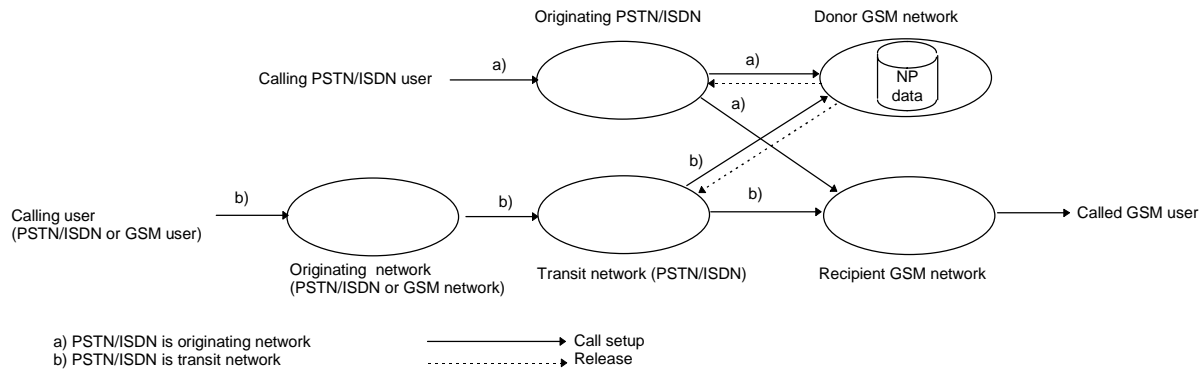 Originating PSTN/ISDN
Donor GSM network
Calling PSTN/ISDN user
a)
a)
NP
data
a)
b)
b)
b)
b)
Calling user
(PSTN/ISDN or GSM user)
Called GSM user
Originating network
(PSTN/ISDN or GSM network)
Transit network (PSTN/ISDN)
Recipient GSM network
a) PSTN/ISDN is originating network
b) PSTN/ISDN is transit network
Call setup
Release